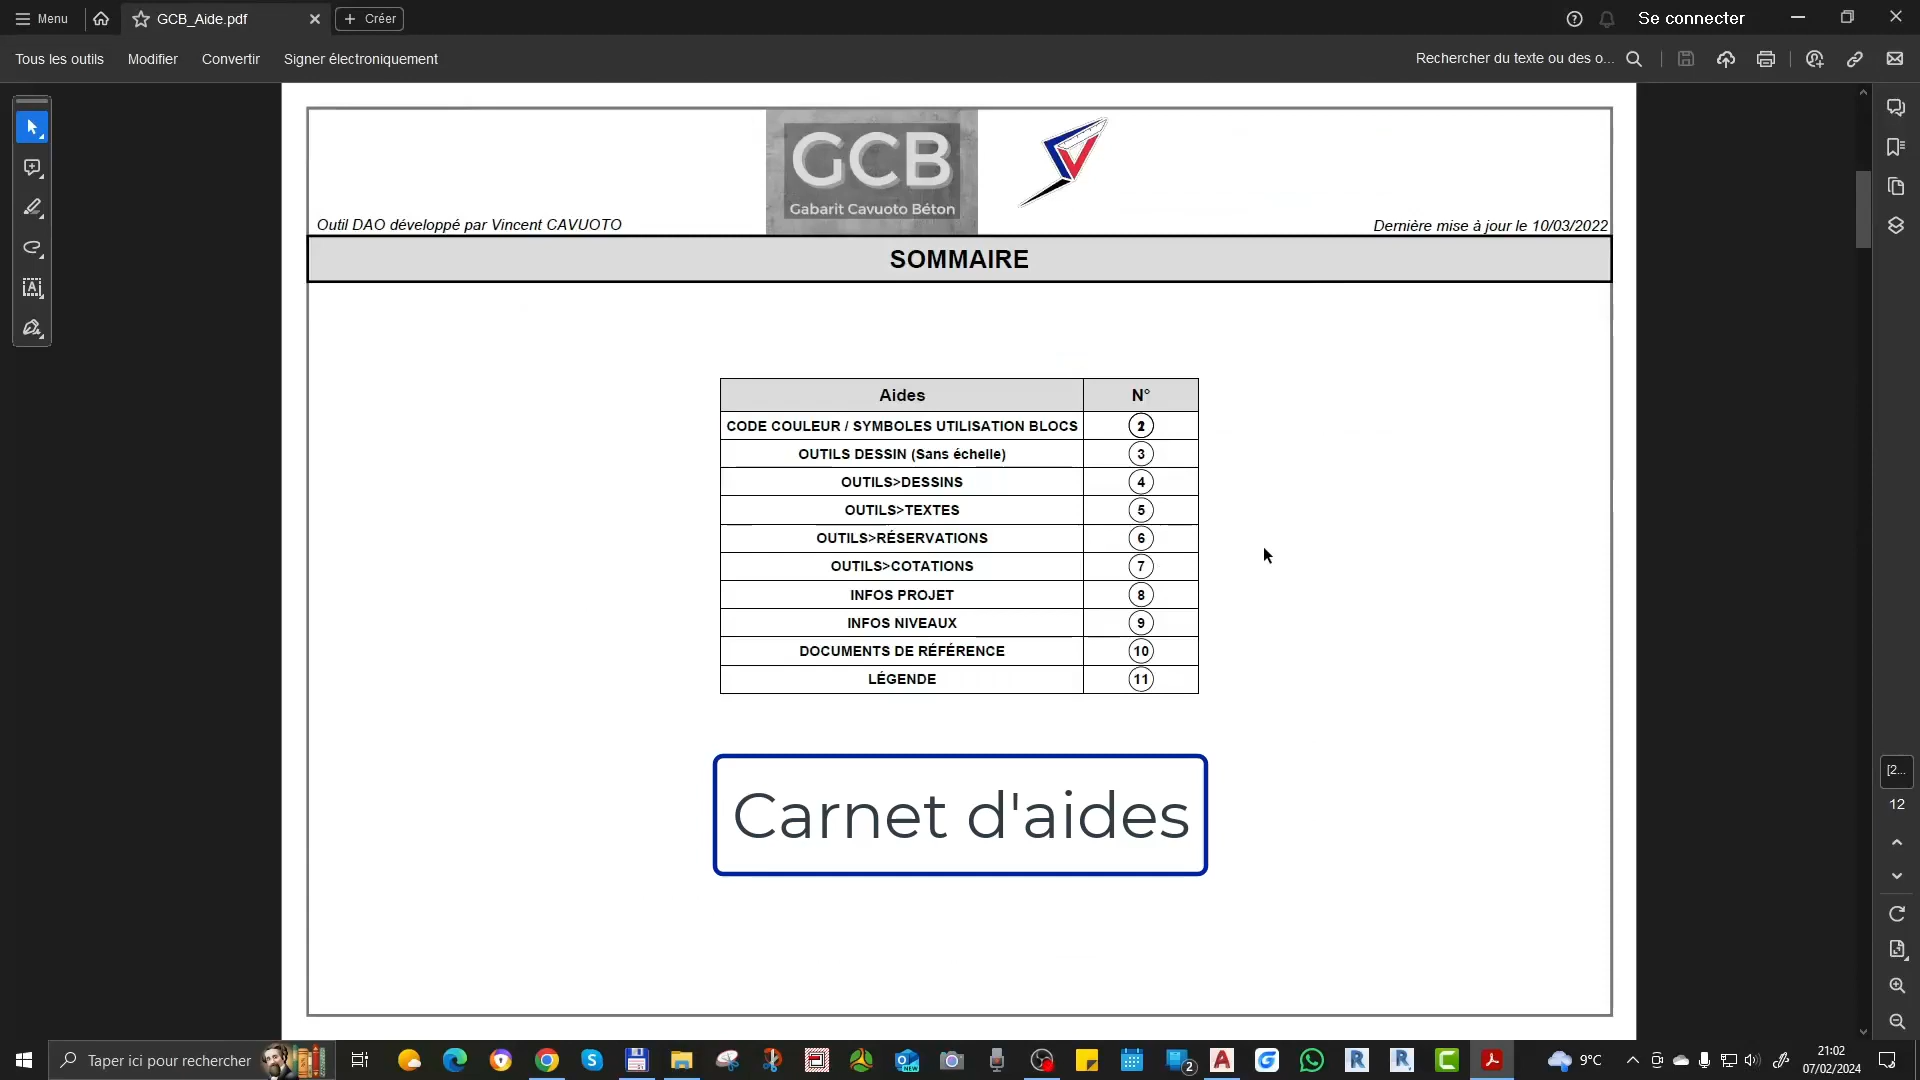 Menu
GCB_Aide.pdf
Créer
Se connecter
Tous les outils
Modifier
Convertir
Signer électroniquement
Rechercher du texte ou des o...
GCB
Gabarit Cavuoto Béton
Outil DAO développé par Vincent CAVUOTO
Dernière mise à jour le 10/03/2022
SOMMAIRE
Aides N°
CODE COULEUR / SYMBOLES UTILISATION BLOCS 2
OUTILS DESSIN (Sans échelle) 3
OUTILS>DESSINS 4
OUTILS>TEXTES 5
OUTILS>RÉSERVATIONS 6
OUTILS>COTATIONS 7
INFOS PROJET 8
INFOS NIVEAUX 9
DOCUMENTS DE RÉFÉRENCE 10
LÉGENDE 11
Carnet d'aides
[2...
12
Taper ici pour rechercher
9°C
21:02
07/02/2024